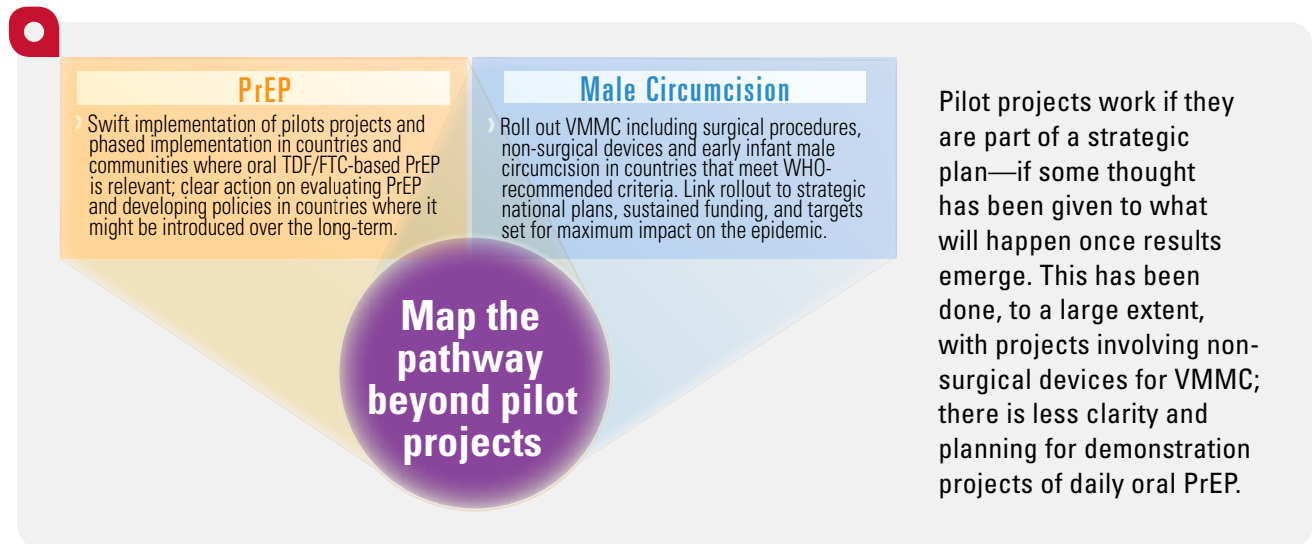 PrEP
Swift implementation of pilots projects and
phased implementation in countries and
communities where oral TDF/FTC-based PrEP
is relevant; clear action on evaluating PrEP
and developing policies in countries where it
might be introduced over the long-term.
Male Circumcision
Roll out VMMC including surgical procedures,
non-surgical devices and early infant male
circumcision in countries that meet WHO-
recommended criteria. Link rollout to strategic
national plans, sustained funding, and targets
set for maximum impact on the epidemic.
Map the
pathway
beyond pilot
projects
Pilot projects work if they
are part of a strategic
plan—if some thought
has been given to what
will happen once results
emerge. This has been
done, to a large extent,
with projects involving non-
surgical devices for VMMC;
there is less clarity and
planning for demonstration
projects of daily oral PrEP.